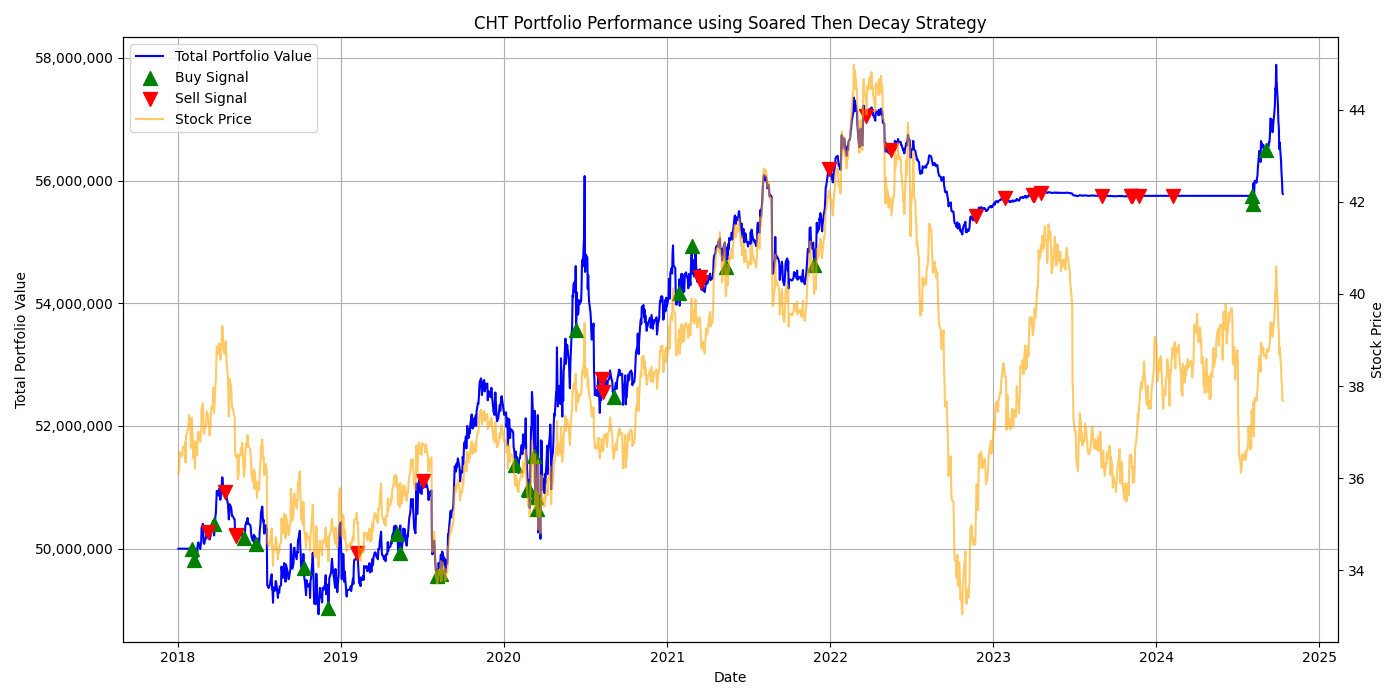 CHT Portfolio Performance using Soared Then Decay Strategy
Total Portfolio Value
Buy Signal
Sell Signal
Stock Price
58,000,000
56,000,000
54,000,000
52,000,000
50,000,000
Total Portfolio Value
44
42
40
38
36
34
Stock Price
2018
2019
2020
2021
2022
2023
2024
2025
Date